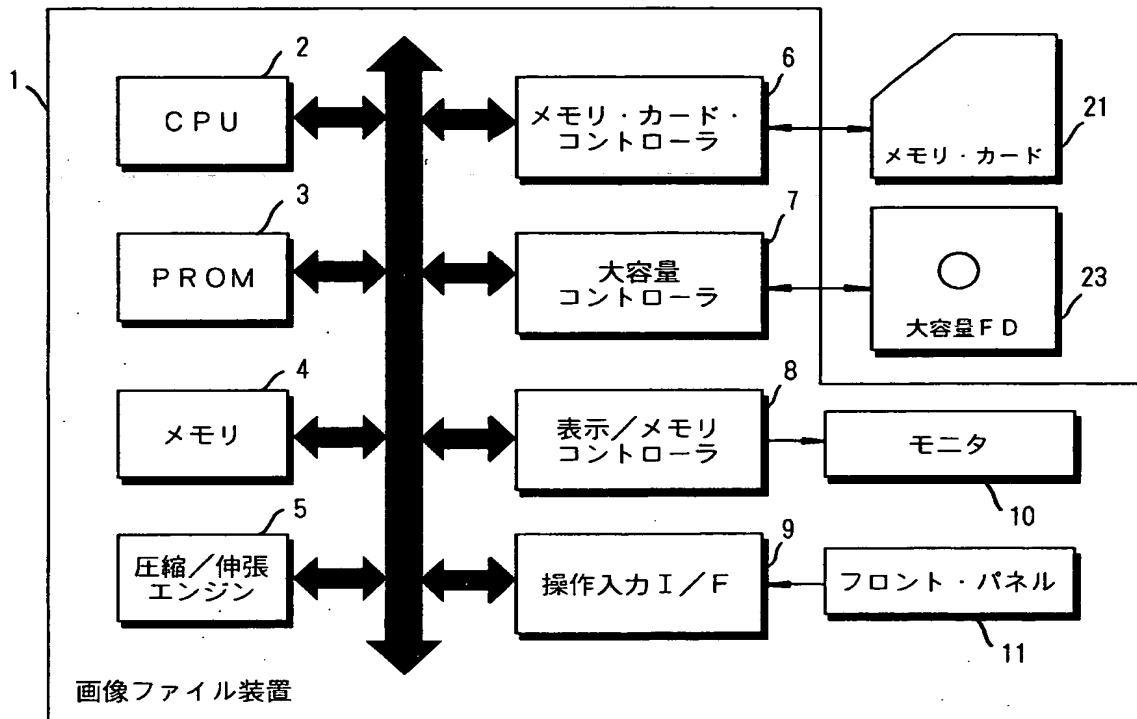 1
2
CPU
3
PROM
4
メモリ
5
圧縮/伸張
エンジン
6
メモリ・カード・
コントローラ
7
大容量
コントローラ
8
表示/メモリ
コントローラ
9
操作入力I/F
メモリ・カード
21
大容量FD
23
モニタ
10
フロント・パネル
11
画像ファイル装置